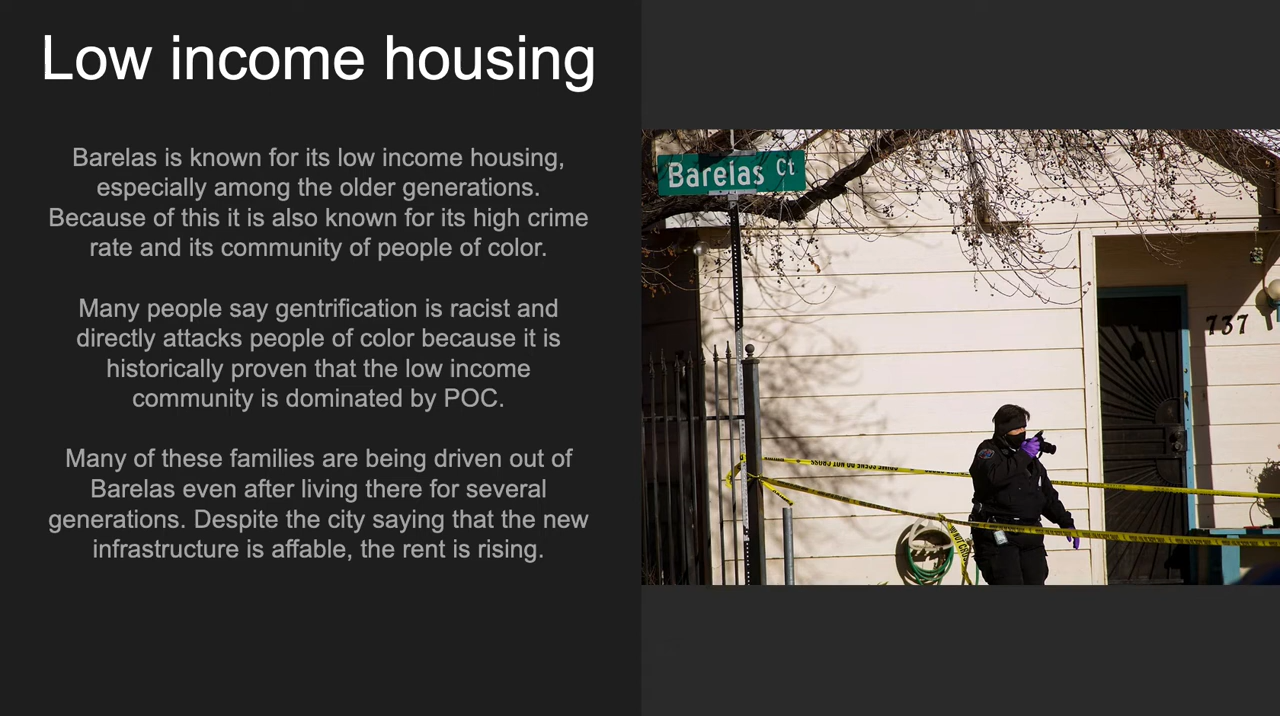 Low income housing
Barelas is known for its low income housing,
especially among the older generations.
Because of this it is also known for its high crime
rate and its community of people of color.
Many people say gentrification is racist and
directly attacks people of color because it is
historically proven that the low income
community is dominated by POC.
Many of these families are being driven out of
Barelas even after living there for several
generations. Despite the city saying that the new
infrastructure is affable, the rent is rising.
Barelas Ct
737